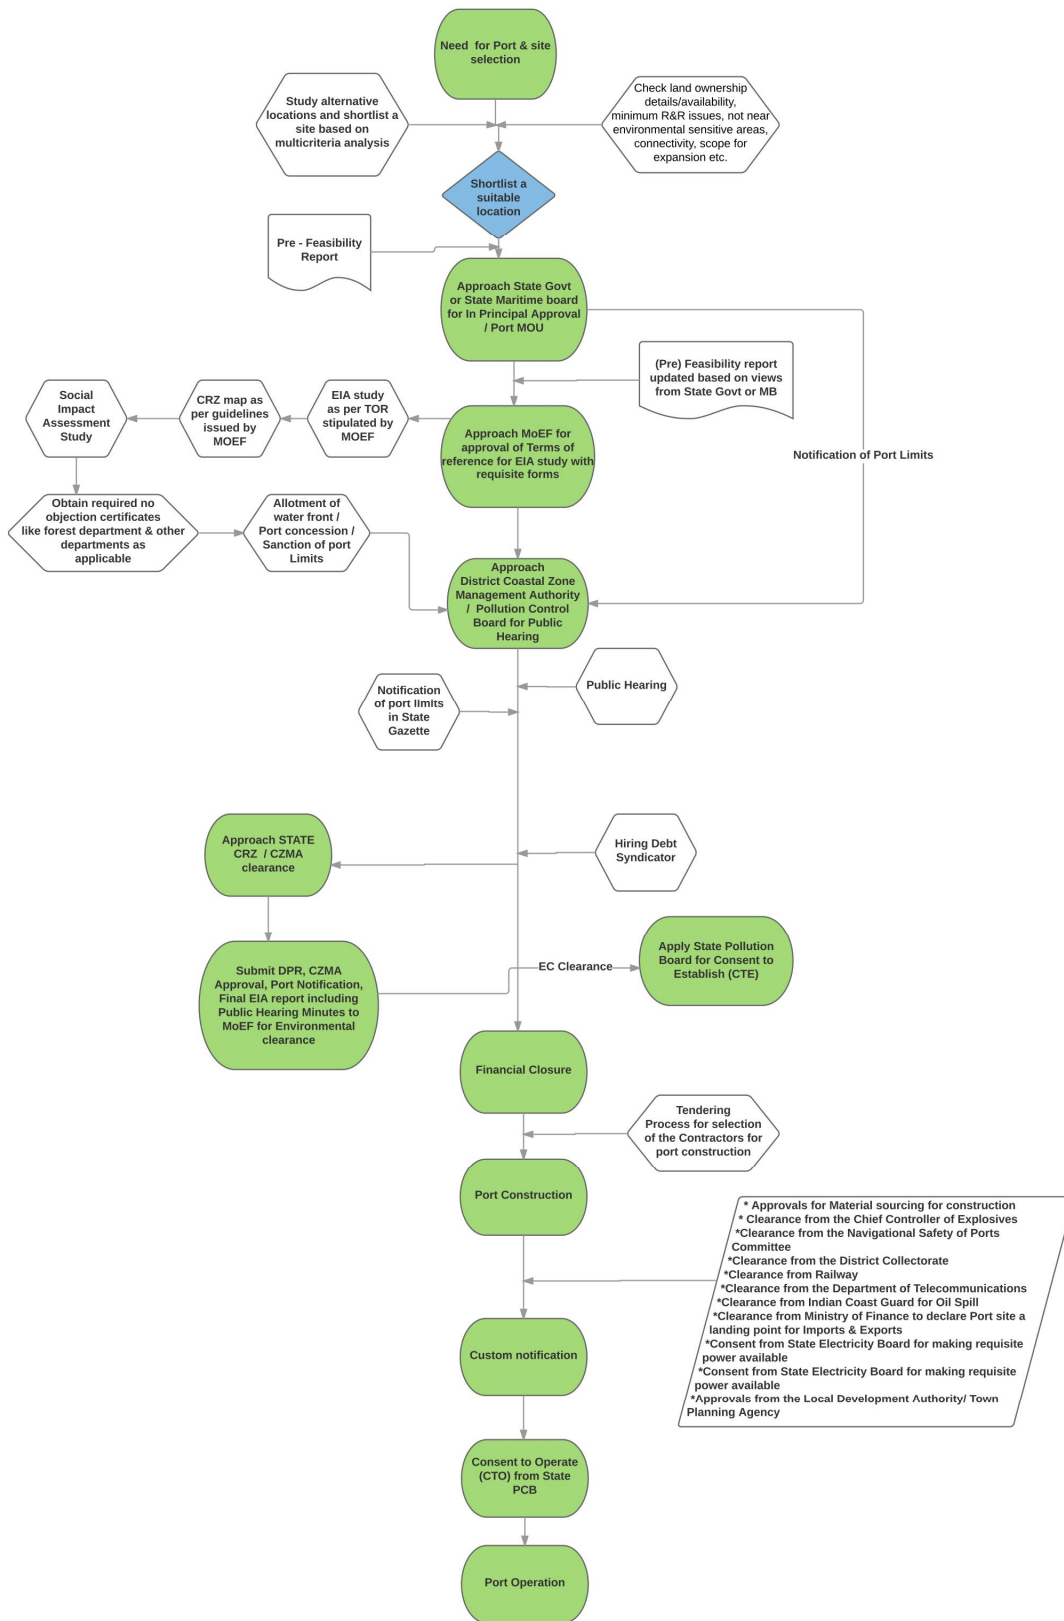 Need  for Port & site
selection
Study alternative
locations and shortlist a
site based on
multicriteria analysis
Check land ownership
details/availability,
minimum R&R issues, not near
environmental sensitive areas,
connectivity, scope for
expansion etc.
Shortlist a
suitable
location
Pre - Feasibility
Report
Approach State Govt
or State Maritime board
for In Principal Approval
/ Port MOU
(Pre) Feasibility report
updated based on views
from State Govt or MB
Social
Impact
Assessment
Study
CRZ map as
per guidelines
issued by
MOEF
EIA study
as per TOR
stipulated by
MOEF
Approach MoEF for
approval of Terms of
reference for EIA study with
requisite forms
Notification of Port Limits
Obtain required no
objection certificates
like forest department & other
departments as
applicable
Allotment of
water front /
Port concession /
Sanction of port
Limits
Approach
District Coastal Zone
Management Authority
/  Pollution Control
Board for Public
Hearing
Public Hearing
Notification
of port limits
in State
Gazette
Approach STATE
CRZ  / CZMA
clearance
Hiring Debt
Syndicator
Submit DPR, CZMA
Approval, Port Notification,
Final EIA report including
Public Hearing Minutes to
MoEF for Environmental
clearance
EC Clearance
Apply State Pollution
Board for Consent to
Establish (CTE)
Financial Closure
Tendering
Process for selection
of the Contractors for
port construction
Port Construction
* Approvals for Material sourcing for construction
* Clearance from the Chief Controller of Explosives
*Clearance from the Navigational Safety of Ports
Committee
*Clearance from the District Collectorate
*Clearance from Railway
*Clearance from the Department of Telecommunications
*Clearance from Indian Coast Guard for Oil Spill
*Clearance from Ministry of Finance to declare Port site a
landing point for Imports & Exports
*Consent from State Electricity Board for making requisite
power available
*Consent from State Electricity Board for making requisite
power available
*Approvals from the Local Development Authority/ Town
Planning Agency
Custom notification
Consent to Operate
(CTO) from State
PCB
Port Operation